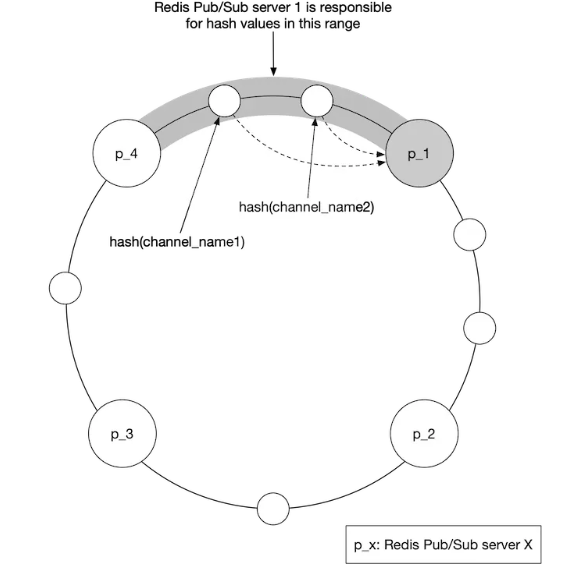 Redis Pub/Sub server 1 is responsible
for hash values in this range
p_4
p_1
hash(channel_name2)
hash(channel_name1)
p_3
p_2
p_x: Redis Pub/Sub server X